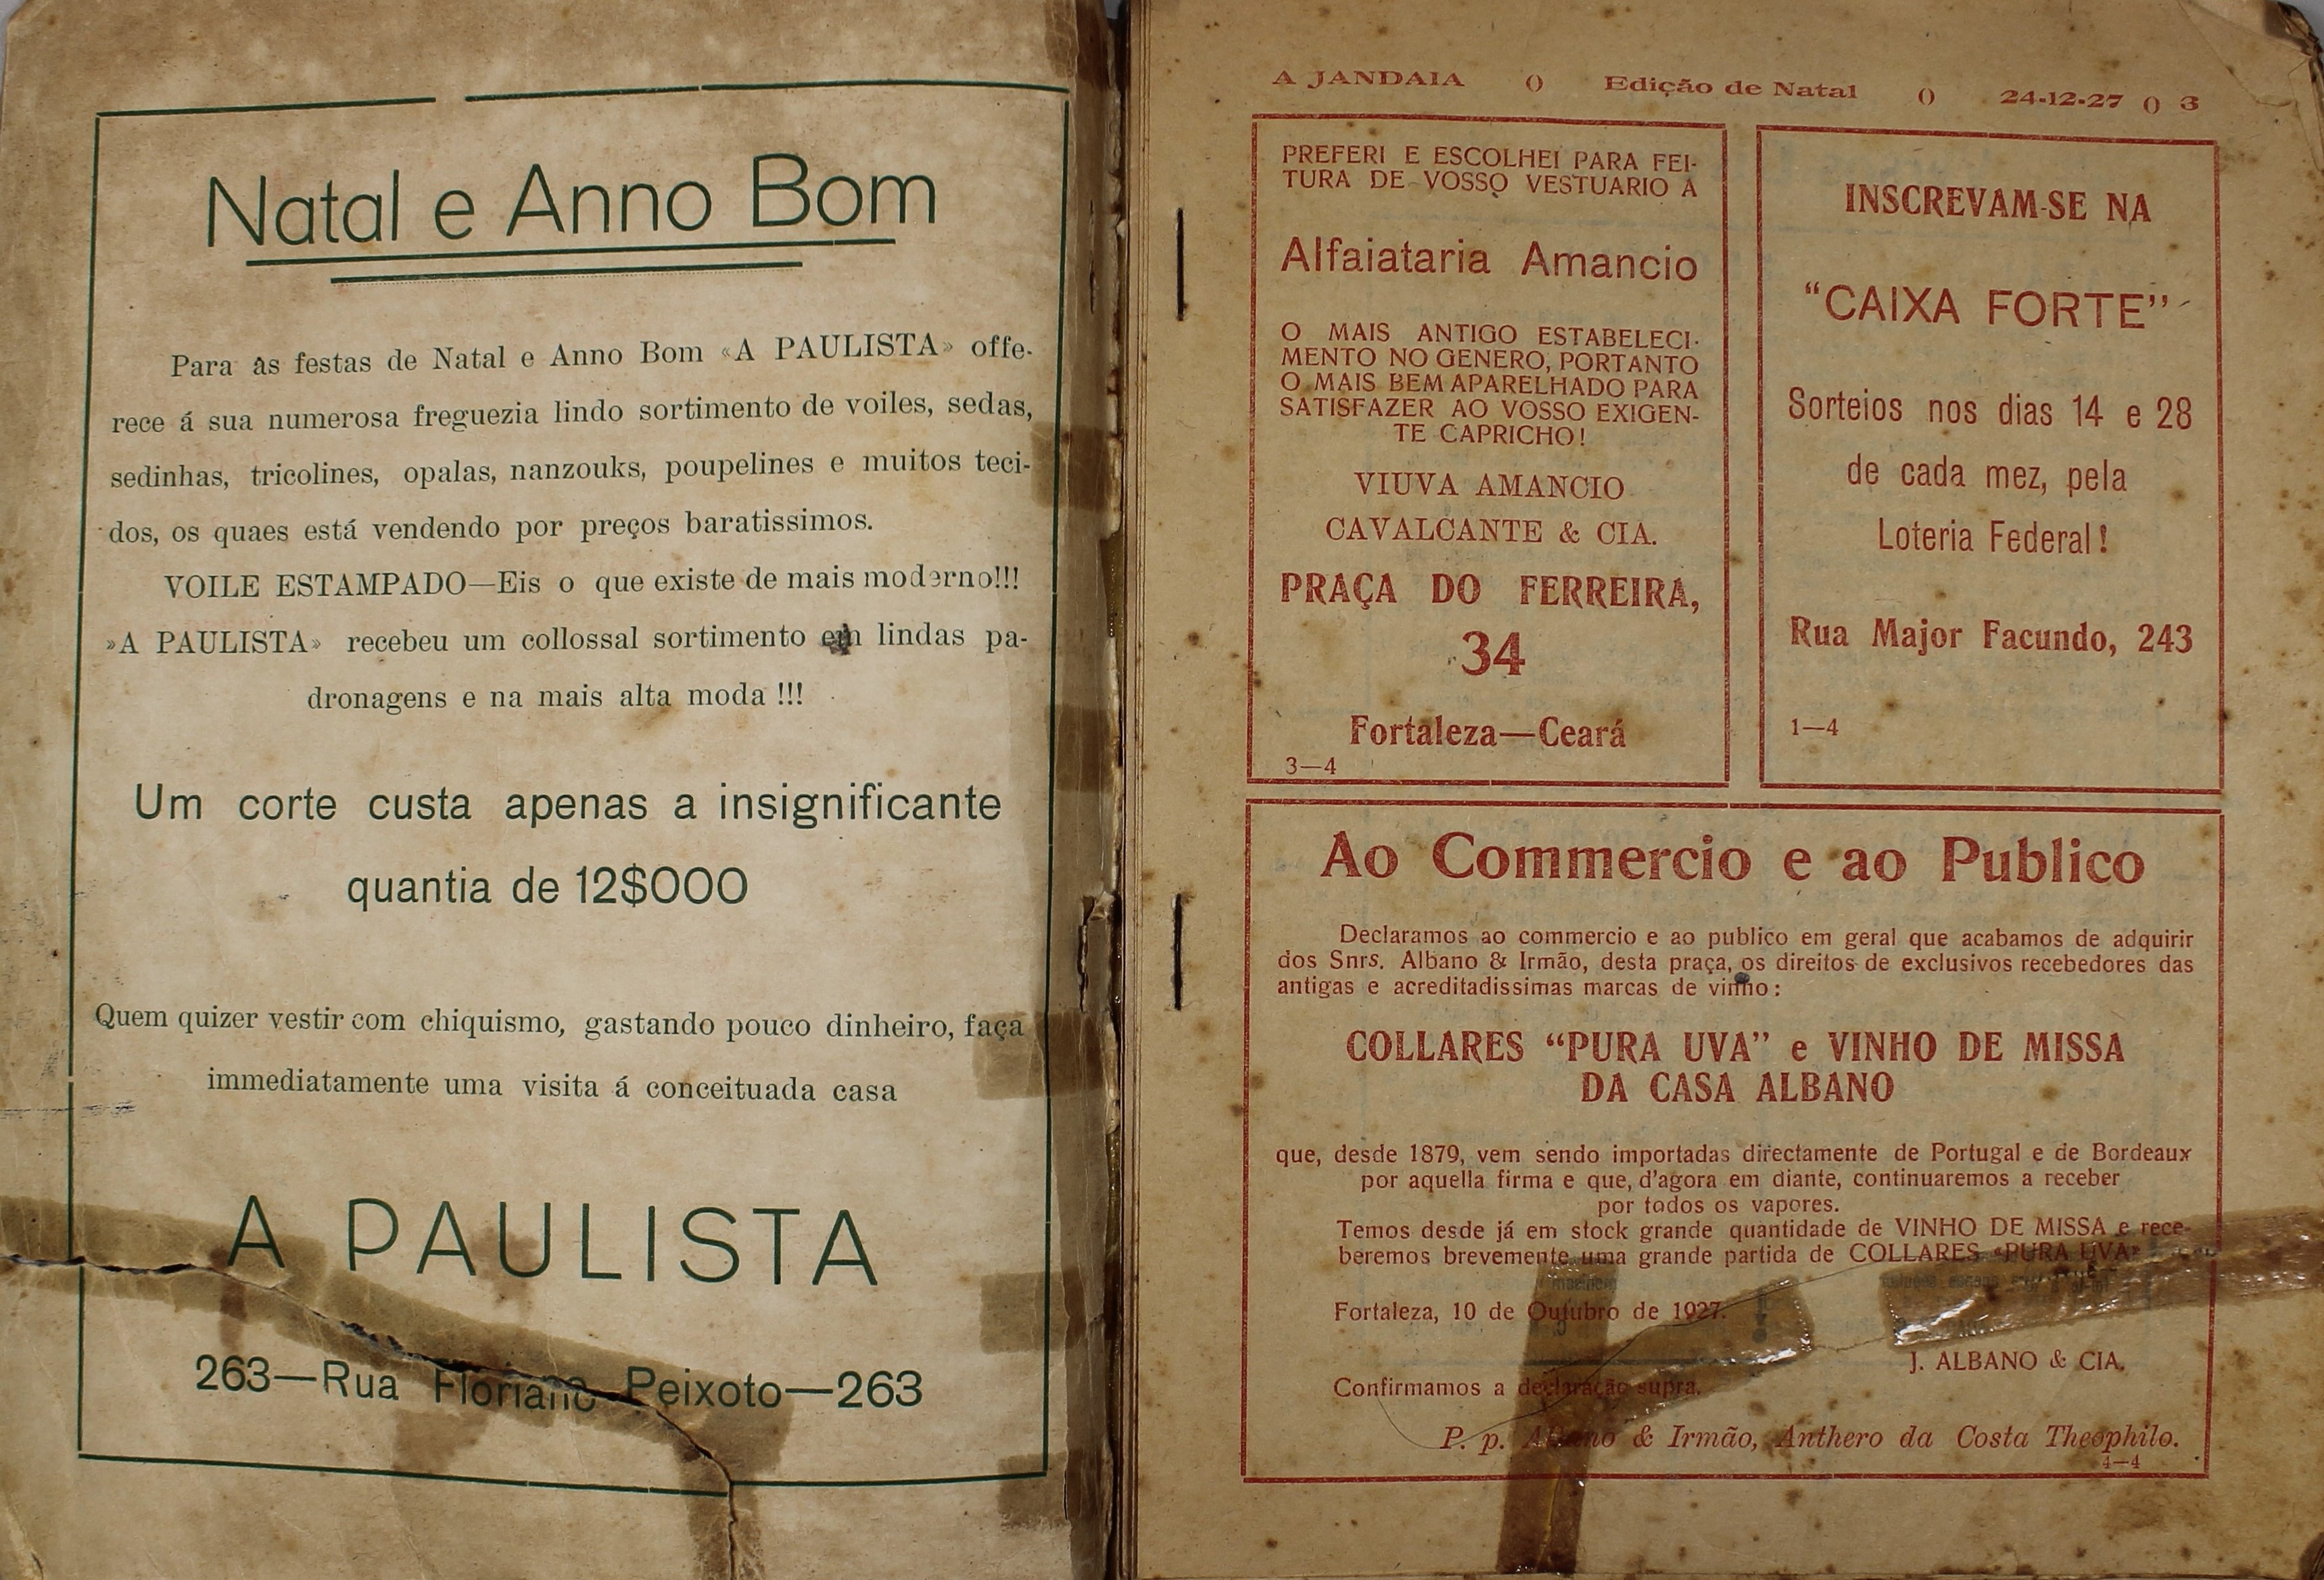 Natal e Anno Bom
Para as festas de Natal e Anno Bom «A PAULISTA» offe-
rece á sua numerosa freguezia lindo sortimento de voiles, sedas,
sedinhas, tricolines, opalas, nanzouks, poupelines e muitos teci-
dos, os quaes está vendendo por preços baratissimos.
VOILE ESTAMPADO—Eis o que existe de mais moderno!!!
»A PAULISTA» recebeu um collossal sortimento em lindas pa-
dronagens e na mais alta moda !!!
Um corte custa apenas a insignificante
quantia de 12$000
Quem quizer vestir com chiquismo, gastando pouco dinheiro, faça
immediatamente uma visita á conceituada casa
A PAULISTA
263—Rua Floriano Peixoto—263
A JANDAIA () Edição de Natal () 24-12-27 () 3
PREFERI E ESCOLHEI PARA FEI-
TURA DE VOSSO VESTUARIO A
Alfaiataria Amancio
O MAIS ANTIGO ESTABELECI-
MENTO NO GENERO, PORTANTO
O MAIS BEM APARELHADO PARA
SATISFAZER AO VOSSO EXIGEN-
TE CAPRICHO!
VIUVA AMANCIO
CAVALCANTE & CIA.
PRAÇA DO FERREIRA,
34
Fortaleza—Ceará
3—4
INSCREVAM-SE NA
“CAIXA FORTE”
Sorteios nos dias 14 e 28
de cada mez, pela
Loteria Federal!
Rua Major Facundo, 243
1—4
Ao Commercio e ao Publico
Declaramos ao commercio e ao publico em geral que acabamos de adquirir
dos Snrs. Albano & Irmão, desta praça, os direitos de exclusivos recebedores das
antigas e acreditadissimas marcas de vinho:
COLLARES “PURA UVA” e VINHO DE MISSA
DA CASA ALBANO
que, desde 1879, vem sendo importadas directamente de Portugal e de Bordeaux
por aquella firma e que, d'agora em diante, continuaremos a receber
por todos os vapores.
Temos desde já em stock grande quantidade de VINHO DE MISSA e rece-
beremos brevemente uma grande partida de COLLARES «PURA UVA»
Fortaleza, 10 de Outubro de 1927.
J. ALBANO & CIA.
Confirmamos a declaração supra.
P. p. Albano & Irmão, Anthero da Costa Theophilo.
4—4